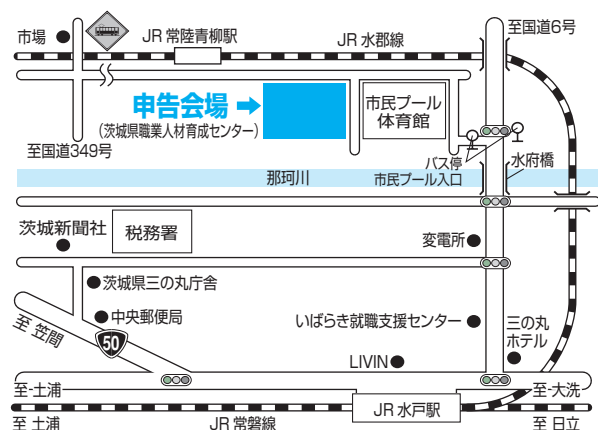 市場
JR 常陸青柳駅
JR 水郡線
至国道6号
申告会場
(茨城県職業人材育成センター)
市民プール
体育館
至国道349号
バス停
水府橋
那珂川
市民プール入口
茨城新聞社
税務署
変電所
茨城県三の丸庁舎
中央郵便局
いばらき就職支援センター
三の丸
ホテル
至 笠間
50
LIVIN
至-土浦
至-大洗
JR 水戸駅
至 土浦
JR 常磐線
至 日立